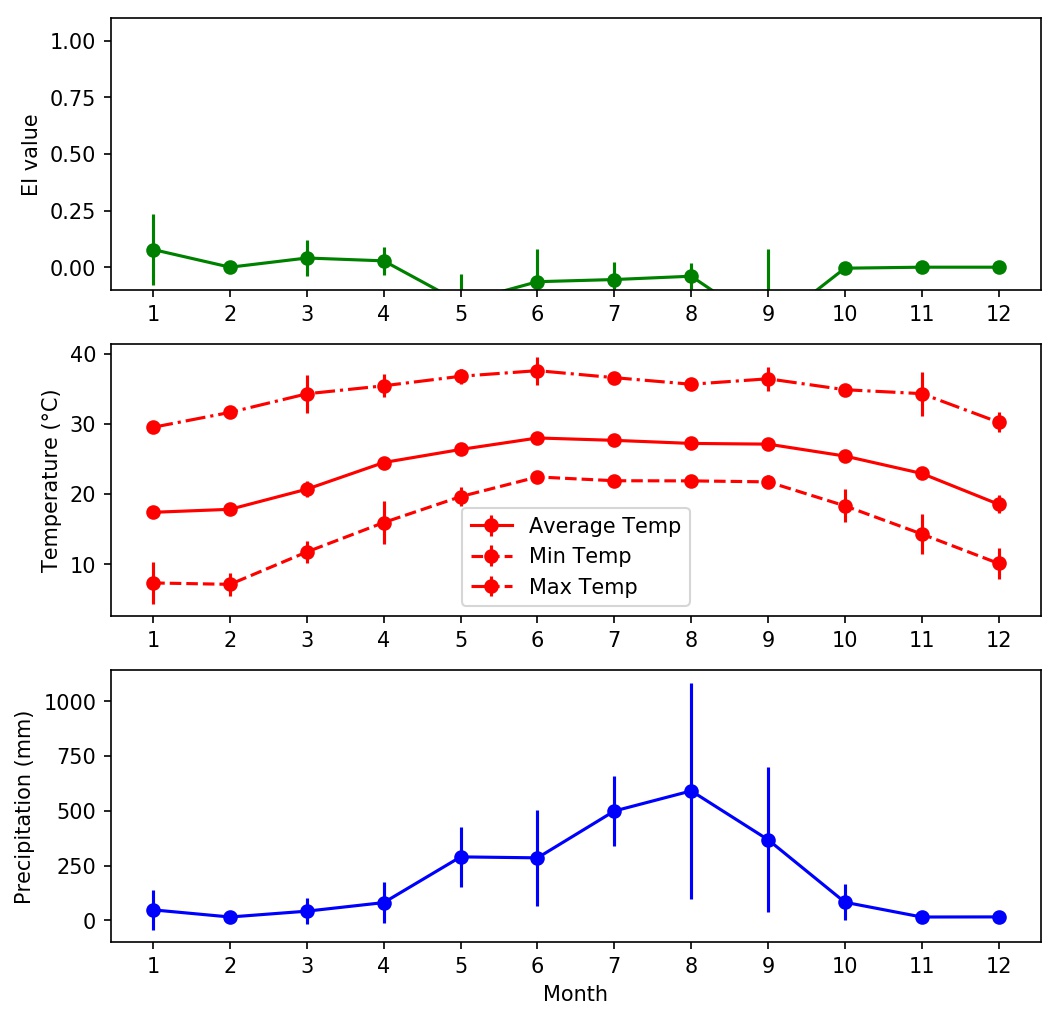 EI value
1.00
0.75
0.50
0.25
0.00
1 2 3 4 5 6 7 8 9 10 11 12
Temperature (°C)
40
30
20
10
Average Temp
Min Temp
Max Temp
1 2 3 4 5 6 7 8 9 10 11 12
Precipitation (mm)
1000
750
500
250
0
1 2 3 4 5 6 7 8 9 10 11 12
Month